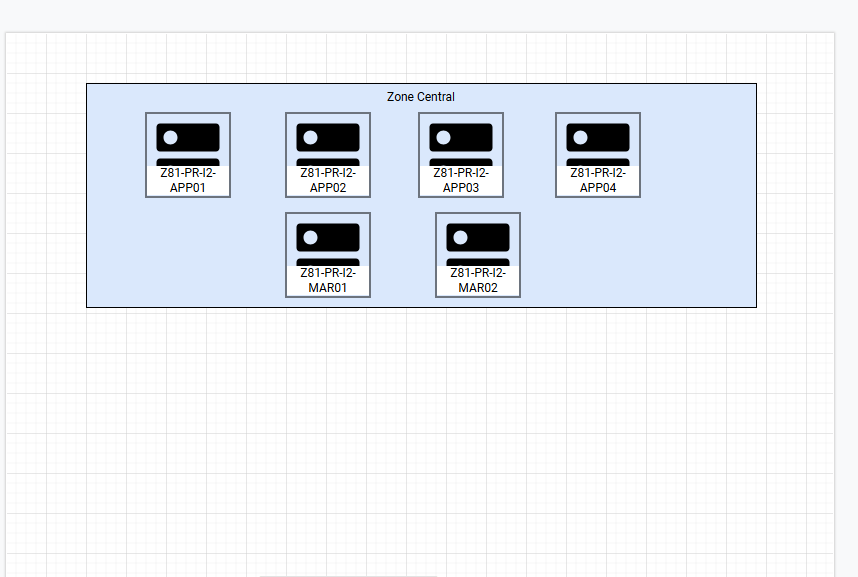 Zone Central
Z81-PR-I2-
APP01
Z81-PR-I2-
APP02
Z81-PR-I2-
APP03
Z81-PR-I2-
APP04
Z81-PR-I2-
MAR01
Z81-PR-I2-
MAR02